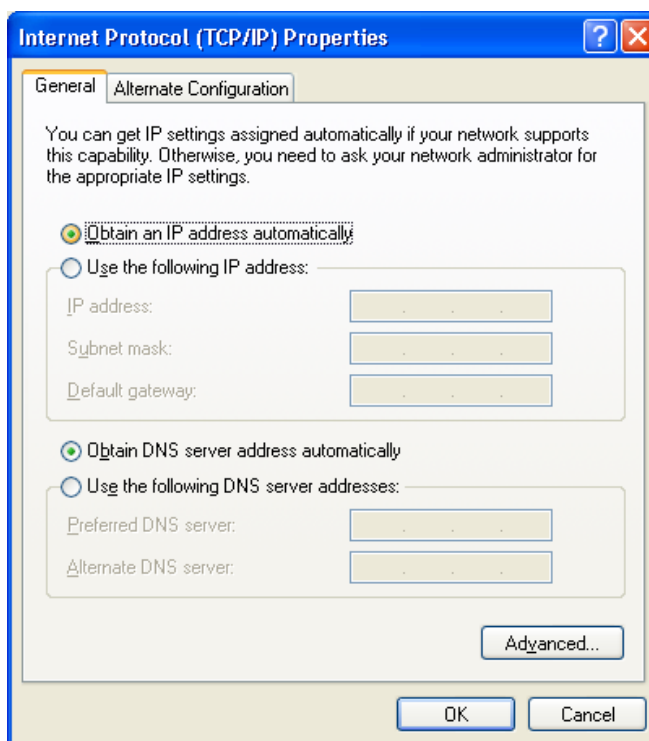 Internet Protocol (TCP/IP) Properties
General
Alternate Configuration
You can get IP settings assigned automatically if your network supports
this capability. Otherwise, you need to ask your network administrator for
the appropriate IP settings.
Obtain an IP address automatically
Use the following IP address:
IP address:
Subnet mask:
Default gateway:
Obtain DNS server address automatically
Use the following DNS server addresses:
Preferred DNS server:
Alternate DNS server:
Advanced...
OK
Cancel